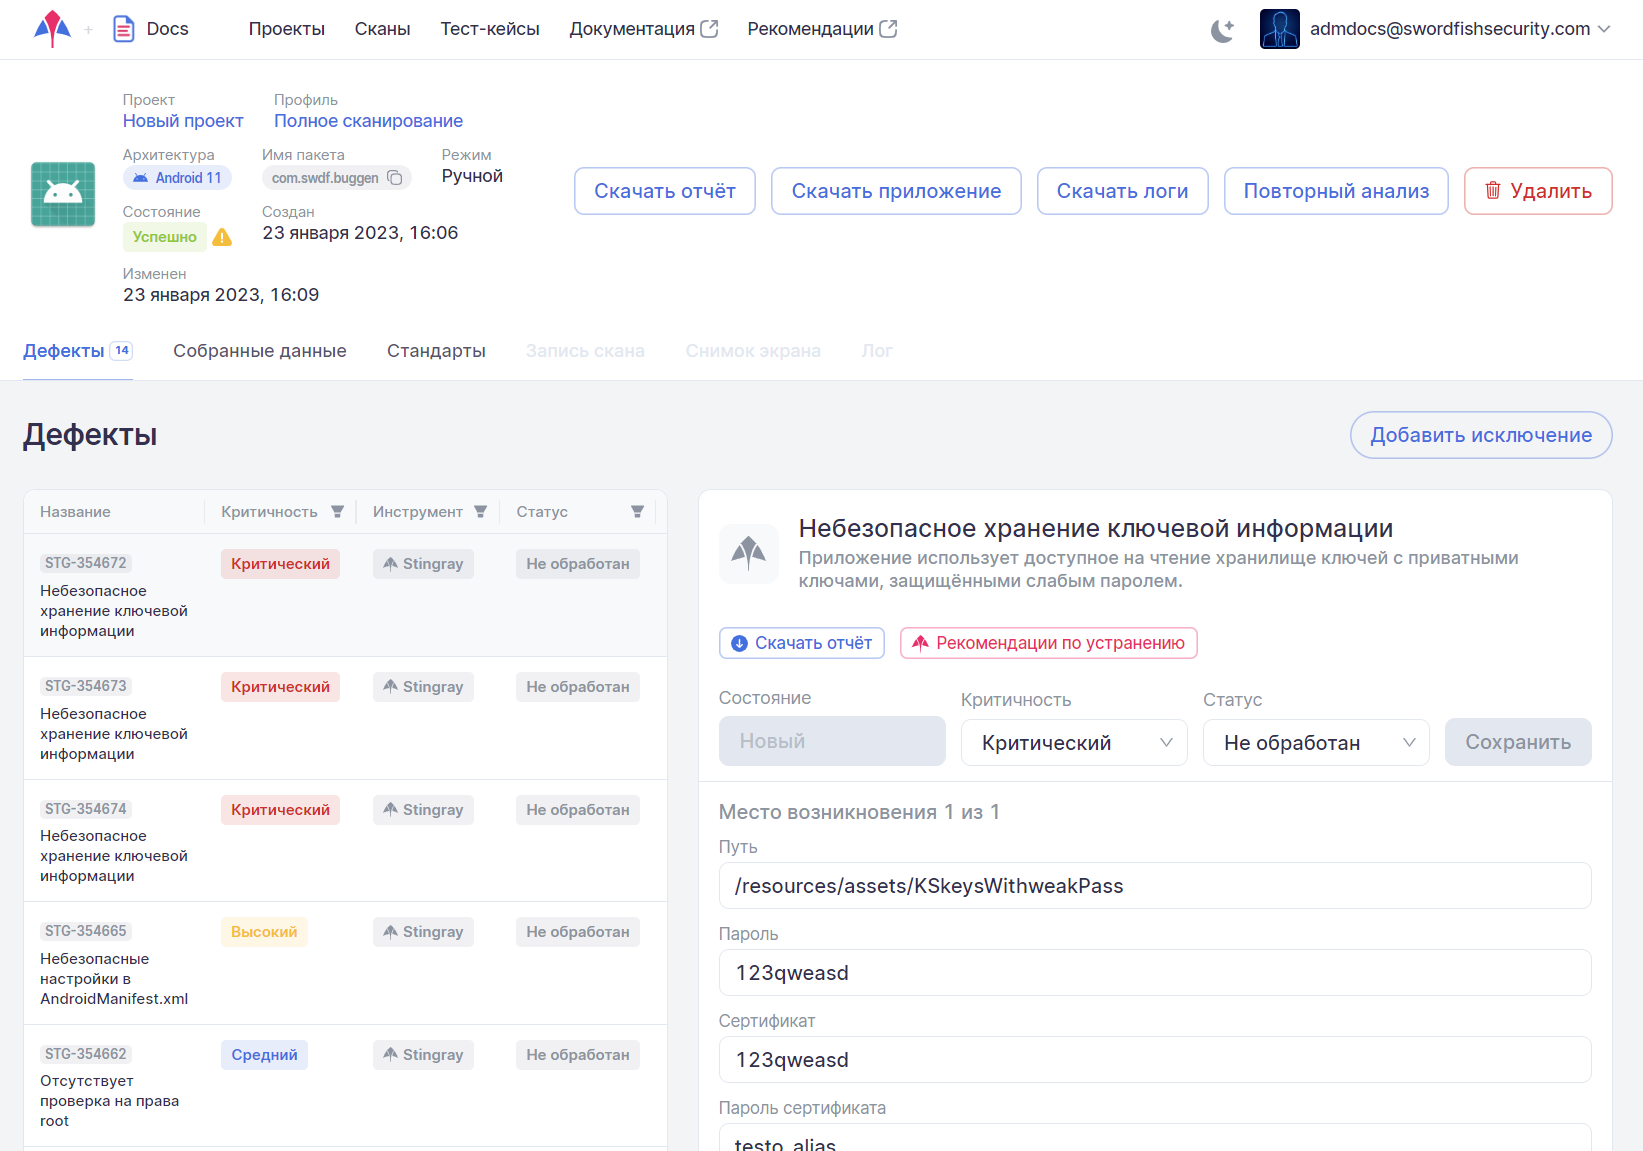 + Docs Проекты Сканы Тест-кейсы Документация Рекомендации admdocs@swordfishsecurity.com
Проект Профиль
Новый проект Полное сканирование
Архитектура Имя пакета Режим
Android 11 com.swdf.buggen Ручной
Скачать отчёт Скачать приложение Скачать логи Повторный анализ Удалить
Состояние Создан
Успешно 23 января 2023, 16:06
Изменен
23 января 2023, 16:09
Дефекты 14 Собранные данные Стандарты Запись скана Снимок экрана Лог
Дефекты Добавить исключение
Название Критичность Инструмент Статус
STG-354672 Критический Stingray Не обработан
Небезопасное
хранение ключевой
информации
STG-354673 Критический Stingray Не обработан
Небезопасное
хранение ключевой
информации
STG-354674 Критический Stingray Не обработан
Небезопасное
хранение ключевой
информации
STG-354665 Высокий Stingray Не обработан
Небезопасные
настройки в
AndroidManifest.xml
STG-354662 Средний Stingray Не обработан
Отсутствует
проверка на права
root
Небезопасное хранение ключевой информации
Приложение использует доступное на чтение хранилище ключей с приватными
ключами, защищёнными слабым паролем.
Скачать отчёт Рекомендации по устранению
Состояние Критичность Статус
Новый Критический Не обработан Сохранить
Место возникновения 1 из 1
Путь
/resources/assets/KSkeysWithweakPass
Пароль
123qweasd
Сертификат
123qweasd
Пароль сертификата
testo_alias